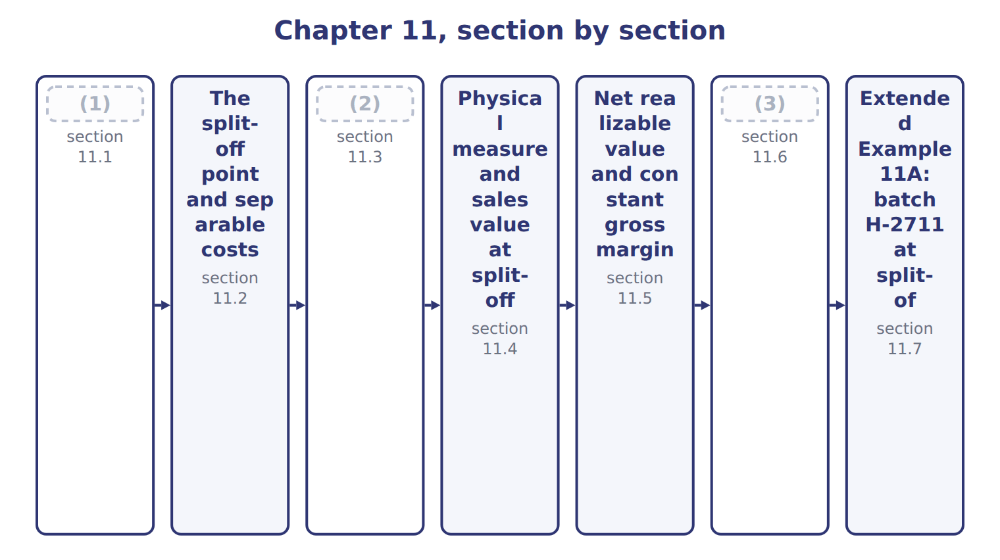 Chapter 11, section by section
(1)
section
11.1
The
split-
off
point
and sep
arable
costs
section
11.2
(2)
section
11.3
Physica
l
measure
and
sales
value
at
split-
off
section
11.4
Net rea
lizable
value
and con
stant
gross
margin
section
11.5
(3)
section
11.6
Extende
d
Example
11A:
batch
H-2711
at
split-
of
section
11.7